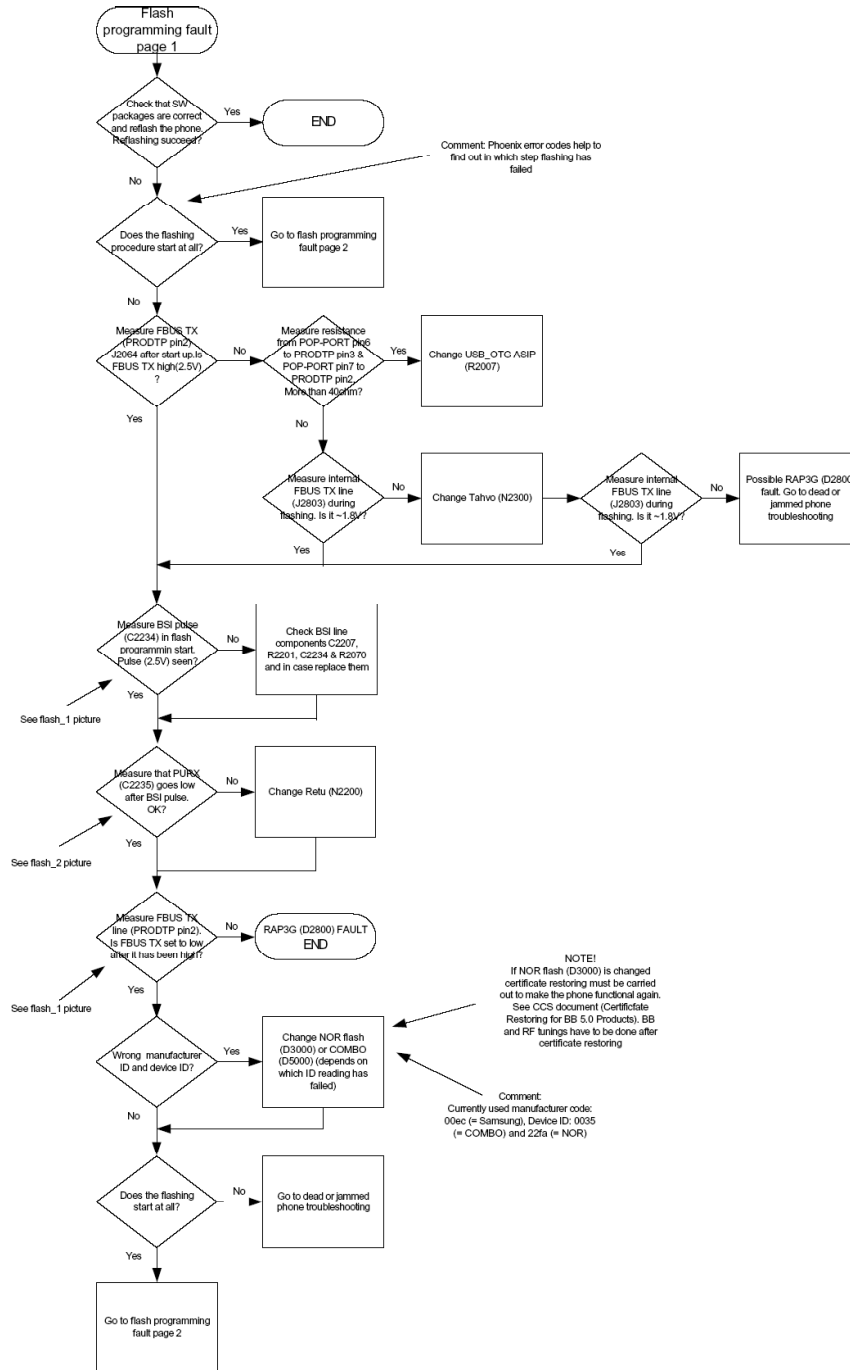 Flash
programming fault
page 1
Check that SW
packages are correct
and reflash the phone.
Reflashing succeed?
Yes
END
No
Comment: Phoenix error codes help to
find out in which step flashing has
failed
Does the flashing
procedure start at all?
Yes
Go to flash programming
fault page 2
No
Measure FBUS TX
(PRODTP pin2)
J2064 after start up.Is
FBUS TX high(2.5V)
?
No
Measure resistance
from POP-PORT pin6
to PRODTP pin3 &
POP-PORT pin7 to
PRODTP pin2,
More than 40ohm?
Yes
Change USB_OTG ASIP
(R2007)
Yes
No
Measure internal
FBUS TX line
(J2803) during
flashing. Is it ~1.8V?
No
Change Tahvo (N2300)
Measure internal
FBUS TX line
(J2803) during
flashing. Is it ~1.8V?
No
Possible RAP3G (D2800)
fault. Go to dead or
jammed phone
troubleshooting
Yes
Yes
Measure BSI pulse
(C2234) in flash
programmin start.
Pulse (2.5V) seen?
No
Check BSI line
components C2207,
R2201, C2234 & R2070
and in case replace them
Yes
See flash_1 picture
Measure that PURX
(C2235) goes low
after BSI pulse.
OK?
No
Change Retu (N2200)
Yes
See flash_2 picture
Measure FBUS TX
line (PRODTP pin2).
Is FBUS TX set to low
after it has been high?
No
RAP3G (D2800) FAULT
END
Yes
See flash_1 picture
NOTE!
If NOR flash (D3000) is changed
certificate restoring must be carried
out to make the phone functional again.
See CCS document (Certificfate
Restoring for BB 5.0 Products). BB
and RF tunings have to be done after
certificate restoring
Wrong manufacturer
ID and device ID?
Yes
Change NOR flash
(D3000) or COMBO
(D5000) (depends on
which ID reading has
failed)
Comment:
Currently used manufacturer code:
00ec (= Samsung), Device ID: 0035
(= COMBO) and 22fa (= NOR)
No
Does the flashing
start at all?
No
Go to dead or jammed
phone troubleshooting
Yes
Go to flash programming
fault page 2